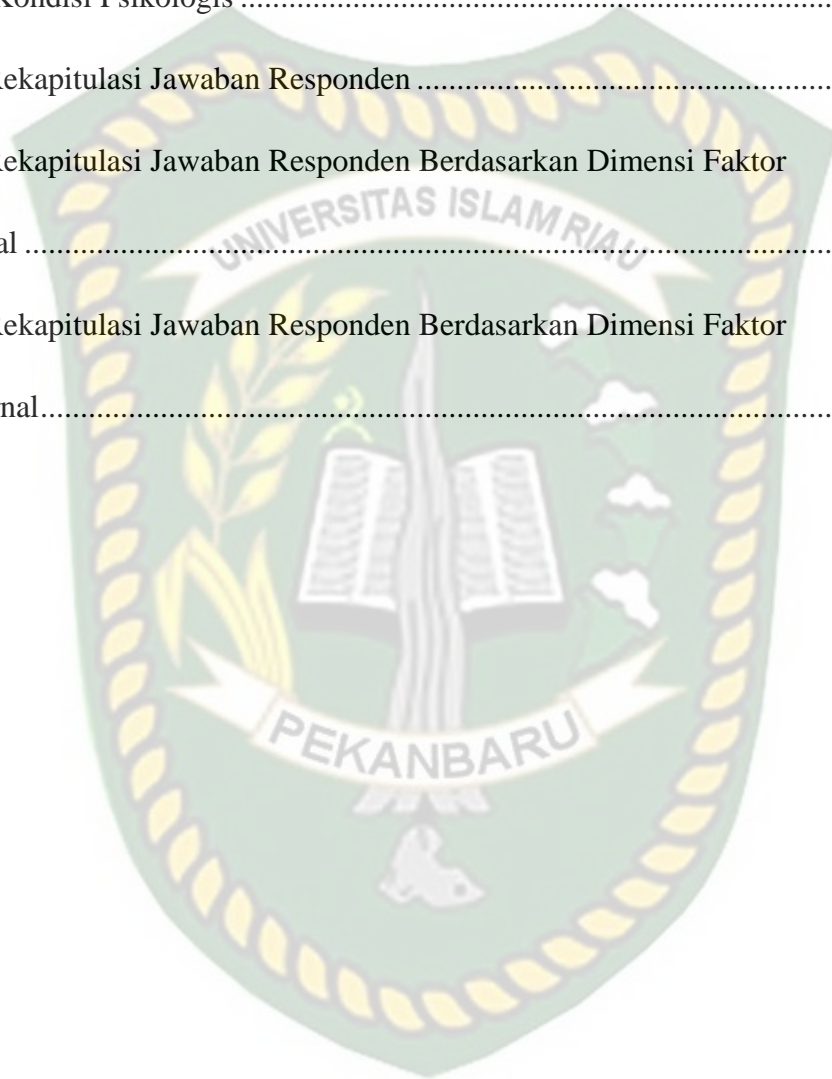 Kondisi Psikologis ................................................................
Rekapitulasi Jawaban Responden .............................................
Rekapitulasi Jawaban Responden Berdasarkan Dimensi Faktor
UNIVERSITAS ISLAM RIAU
al .........................................................................................
Rekapitulasi Jawaban Responden Berdasarkan Dimensi Faktor
rnal.......................................................................................
PEKANBARU